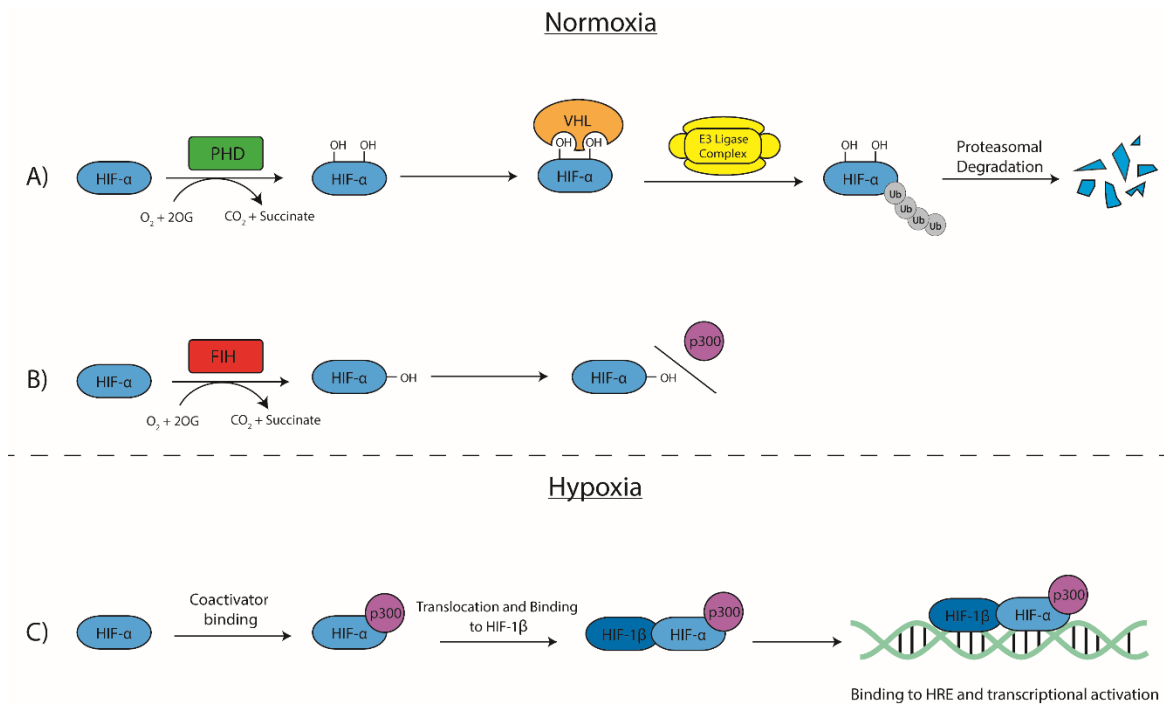 Normoxia
A)
HIF-α
PHD
O2 + 2OG
CO2 + Succinate
OH OH
HIF-α
VHL
OH OH
HIF-α
E3 Ligase
Complex
OH OH
HIF-α
Ub
Ub
Ub
Ub
Proteasomal
Degradation
B)
HIF-α
FIH
O2 + 2OG
CO2 + Succinate
HIF-α
OH
HIF-α
OH
p300
Hypoxia
C)
HIF-α
Coactivator
binding
HIF-α
p300
Translocation and Binding
to HIF-1β
HIF-1β
HIF-α
p300
HIF-1β
HIF-α
p300
Binding to HRE and transcriptional activation